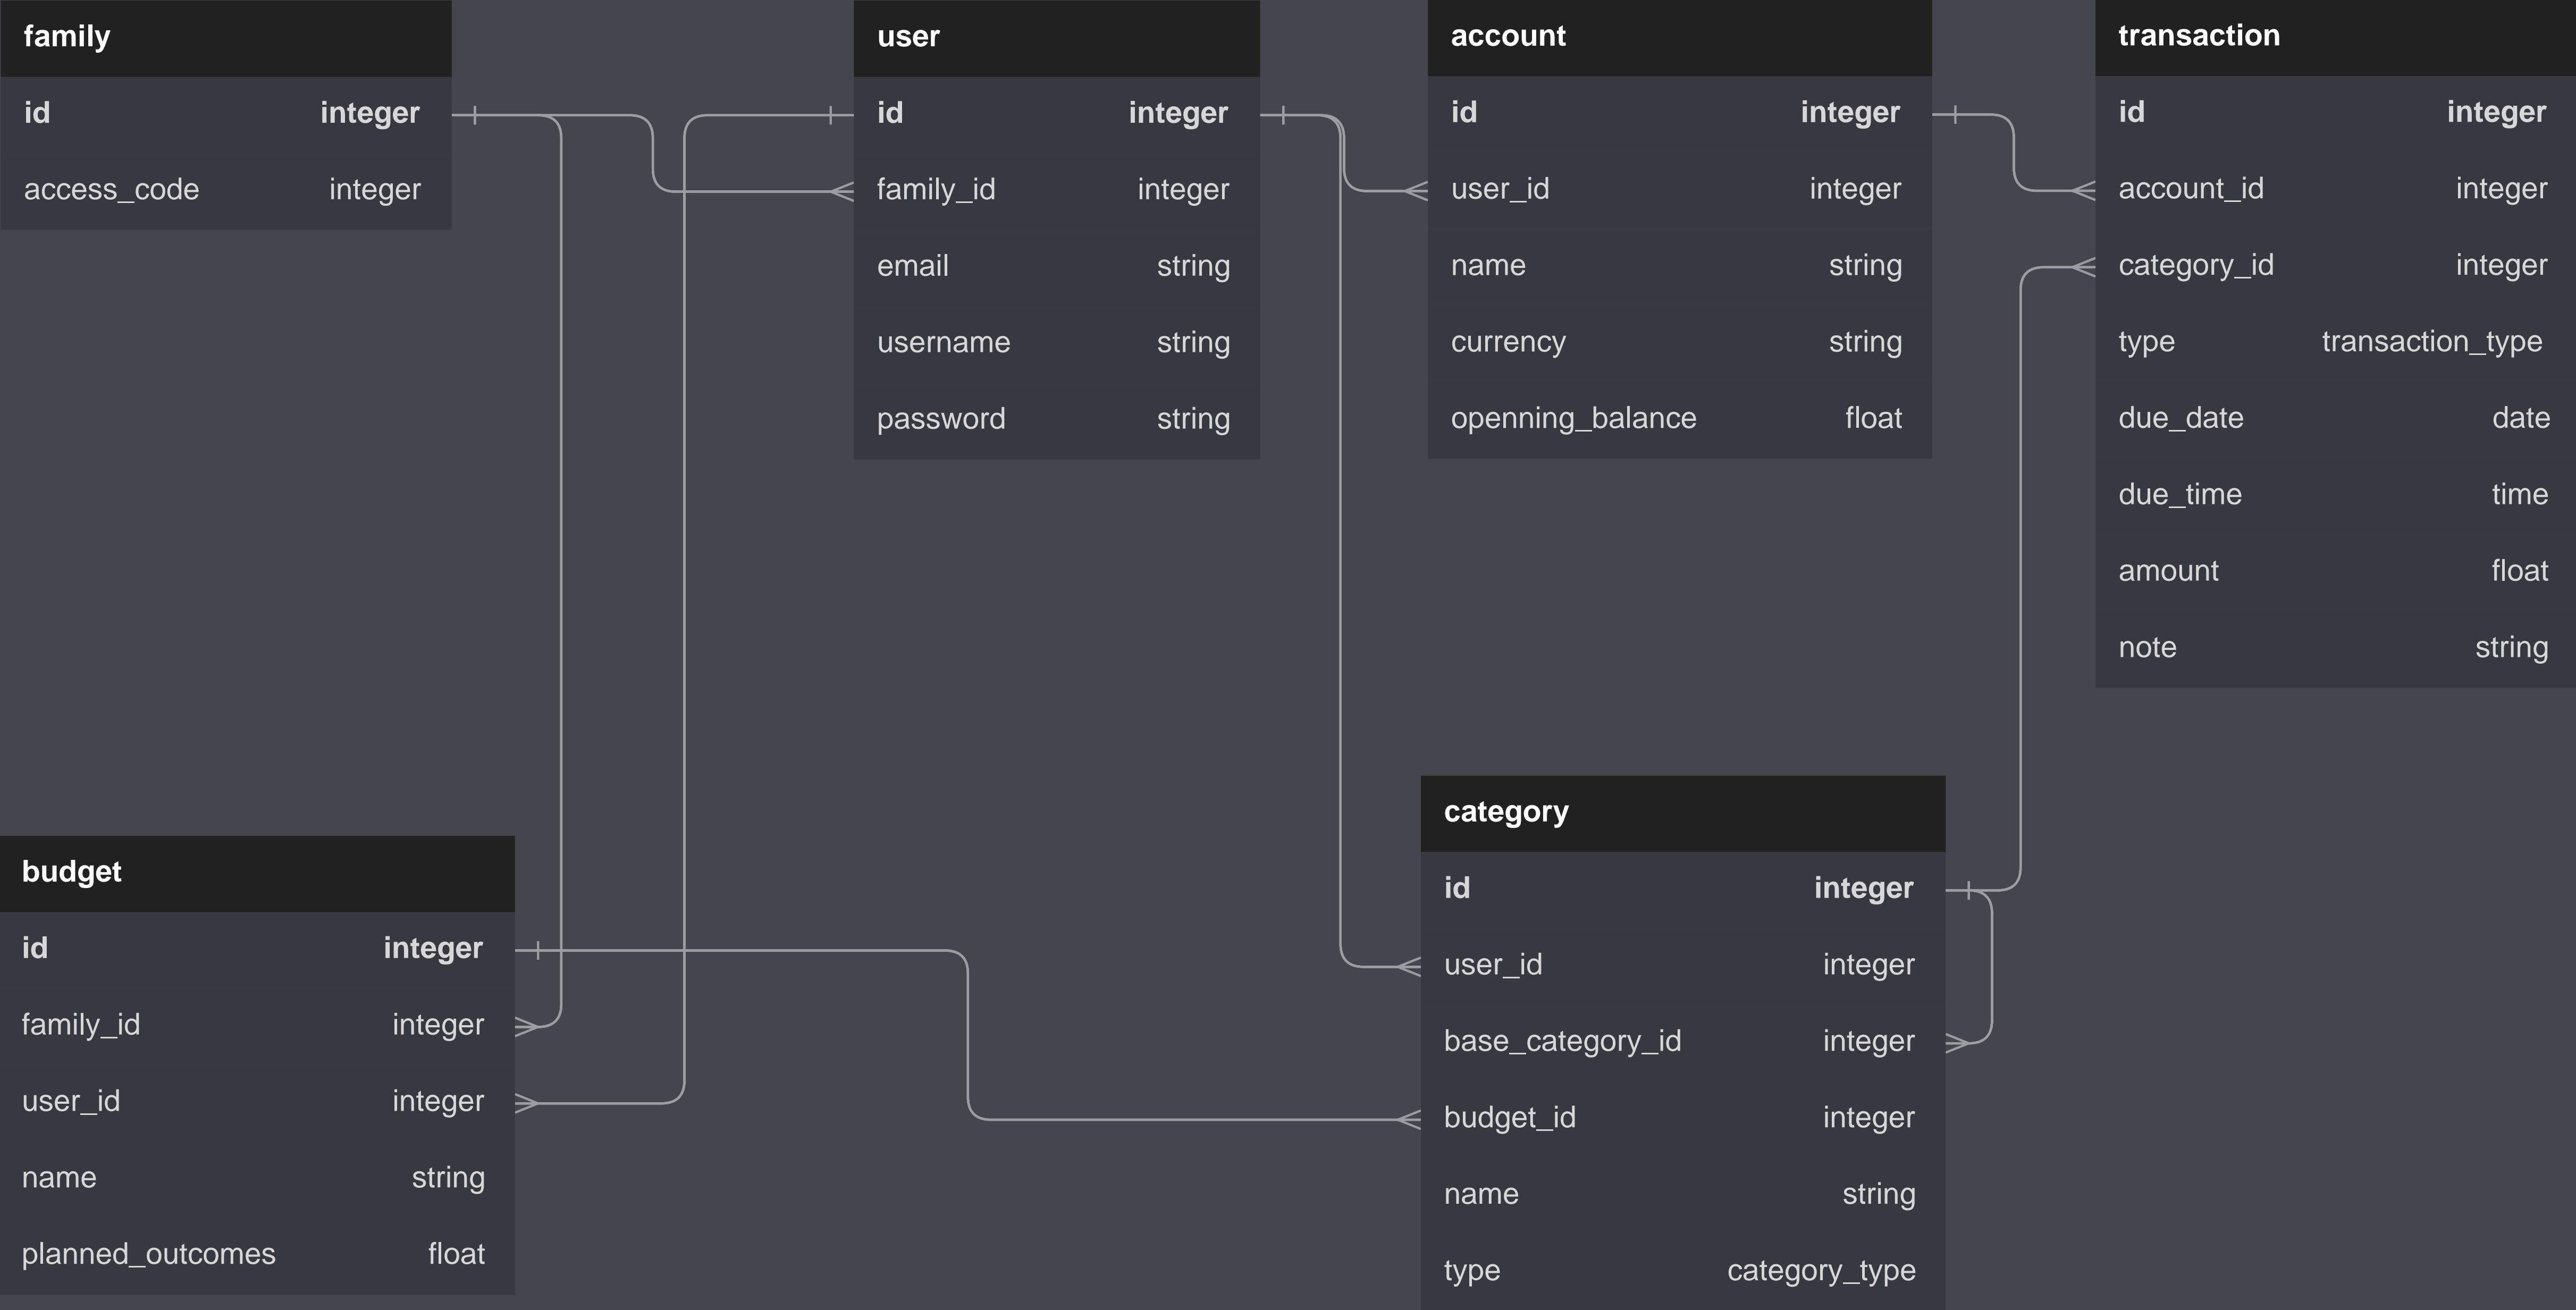 family
id integer
access_code integer
user
id integer
family_id integer
email string
username string
password string
account
id integer
user_id integer
name string
currency string
openning_balance float
transaction
id integer
account_id integer
category_id integer
type transaction_type
due_date date
due_time time
amount float
note string
budget
id integer
family_id integer
user_id integer
name string
planned_outcomes float
category
id integer
user_id integer
base_category_id integer
budget_id integer
name string
type category_type